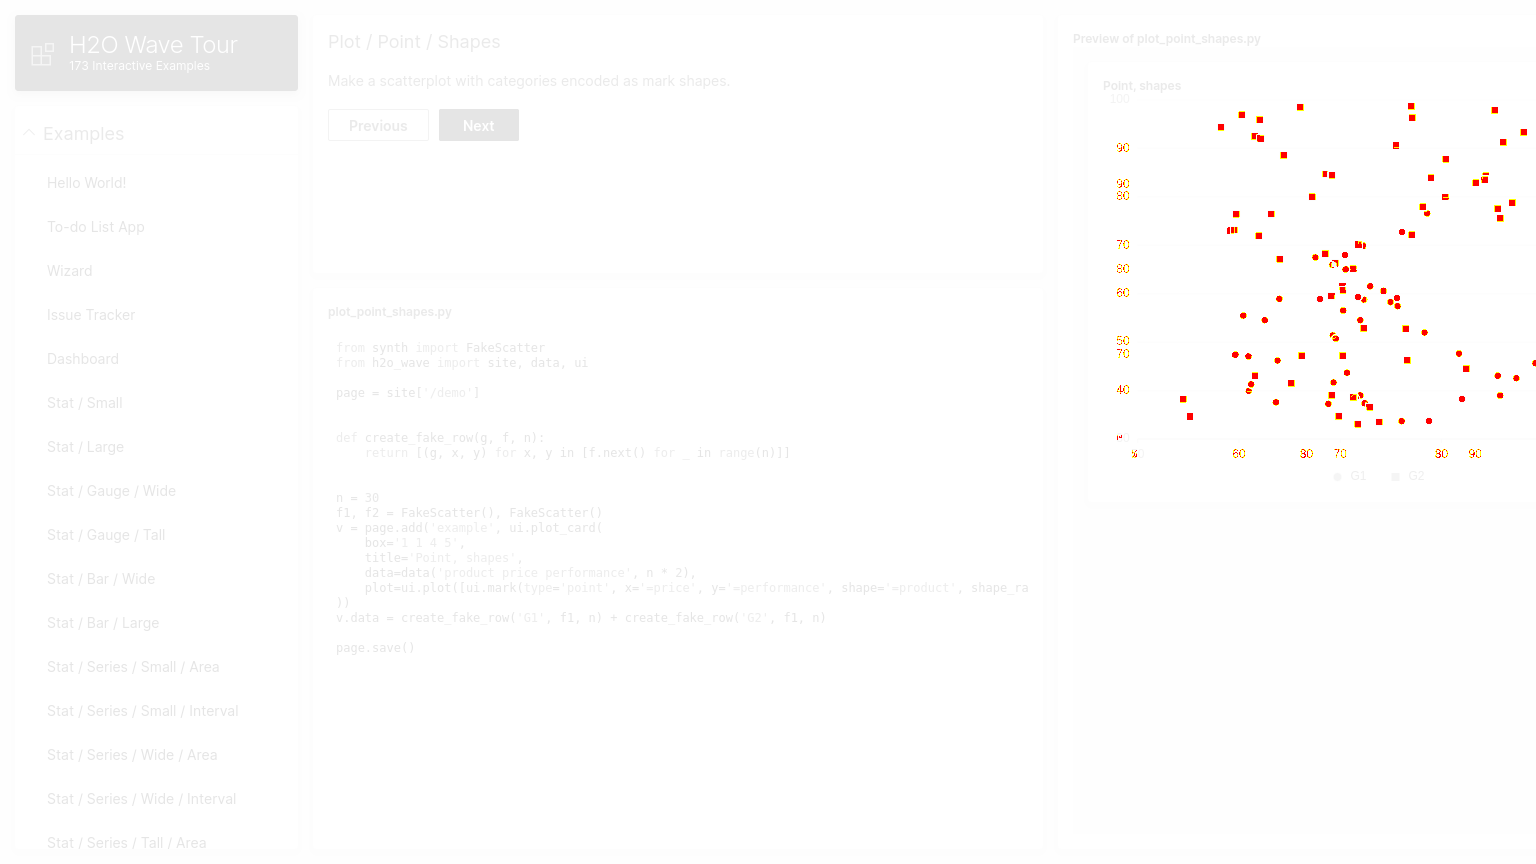 H2O Wave Tour
173 Interactive Examples
Examples
Hello World!
To-do List App
Wizard
Issue Tracker
Dashboard
Stat / Small
Stat / Large
Stat / Gauge / Wide
Stat / Gauge / Tall
Stat / Bar / Wide
Stat / Bar / Large
Stat / Series / Small / Area
Stat / Series / Small / Interval
Stat / Series / Wide / Area
Stat / Series / Wide / Interval
Stat / Series / Tall / Area
Plot / Point / Shapes
Make a scatterplot with categories encoded as mark shapes.
Previous
Next
plot_point_shapes.py
from synth import FakeScatter
from h2o_wave import site, data, ui
page = site['/demo']
def create_fake_row(g, f, n):
    return [(g, x, y) for x, y in [f.next() for _ in range(n)]]
n = 30
f1, f2 = FakeScatter(), FakeScatter()
v = page.add('example', ui.plot_card(
    box='1 1 4 5',
    title='Point, shapes',
    data=data('product price performance', n * 2),
    plot=ui.plot([ui.mark(type='point', x='=price', y='=performance', shape='=product', shape_ra
))
v.data = create_fake_row('G1', f1, n) + create_fake_row('G2', f1, n)
page.save()
Preview of plot_point_shapes.py
Point, shapes
100
90
70
60
40
60
70
80
90
G1
G2